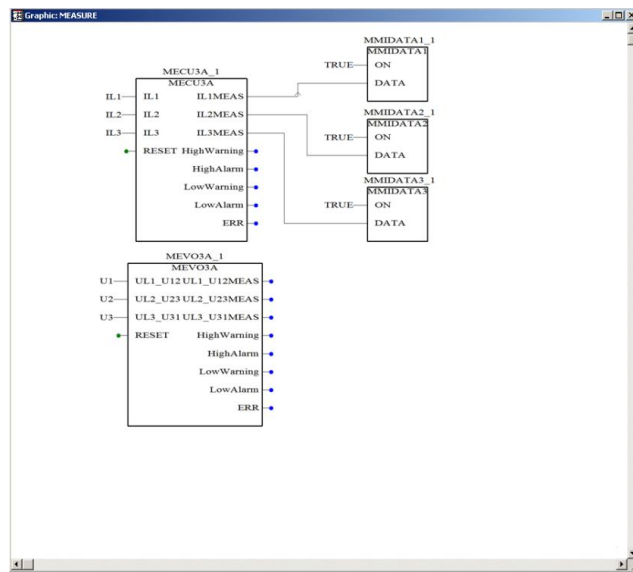 Graphic: MEASURE
MMIDATA1_1
MMIDATA1
TRUE ON
DATA
MECU3A_1
MECU3A
IL1 IL1 IL1MEAS
IL2 IL2 IL2MEAS
IL3 IL3 IL3MEAS
RESET HighWarning
HighAlarm
LowWarning
LowAlarm
ERR
MMIDATA2_1
MMIDATA2
TRUE ON
DATA
MMIDATA3_1
MMIDATA3
TRUE ON
DATA
MEVO3A_1
MEVO3A
U1 UL1_U12 UL1_U12MEAS
U2 UL2_U23 UL2_U23MEAS
U3 UL3_U31 UL3_U31MEAS
RESET HighWarning
HighAlarm
LowWarning
LowAlarm
ERR